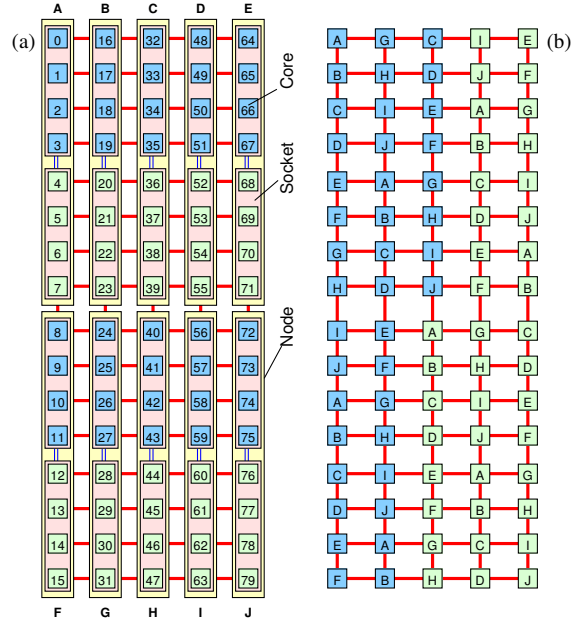 A B C D E
(a) (b)
0 16 32 48 64 A G C I E
1 17 33 49 65 B H D J F
2 18 34 50 66 C I E A G
3 19 35 51 67 D J F B H
4 20 36 52 68 E A G C I
5 21 37 53 69 F B H D J
6 22 38 54 70 G C I E A
7 23 39 55 71 H D J F B
8 24 40 56 72 I E A G C
9 25 41 57 73 J F B H D
10 26 42 58 74 A G C I E
11 27 43 59 75 B H D J F
12 28 44 60 76 C I E A G
13 29 45 61 77 D J F B H
14 30 46 62 78 E A G C I
15 31 47 63 79 F B H D J
F G H I J
Core
Socket
Node